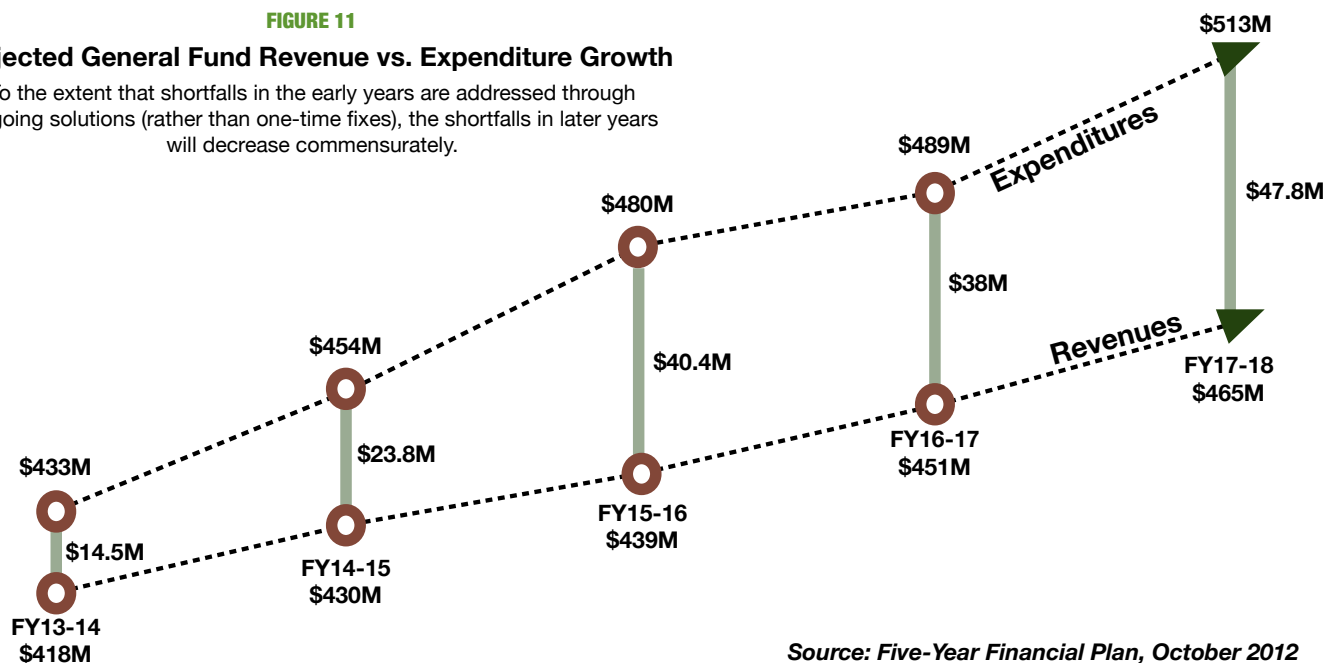 FIGURE 11
jected General Fund Revenue vs. Expenditure Growth
o the extent that shortfalls in the early years are addressed through
going solutions (rather than one-time fixes), the shortfalls in later years
will decrease commensurately.
$513M
Expenditures
$489M
$47.8M
$480M
$38M
Revenues
$454M
$40.4M
FY17-18
$465M
$433M
$23.8M
FY16-17
$451M
FY15-16
$439M
$14.5M
FY14-15
$430M
FY13-14
$418M
Source: Five-Year Financial Plan, October 2012